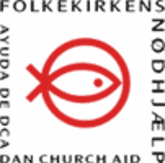 FOLKEKIRKENS
NØDHJÆLP
AYUDA DE DCA
DAN CHURCH AID